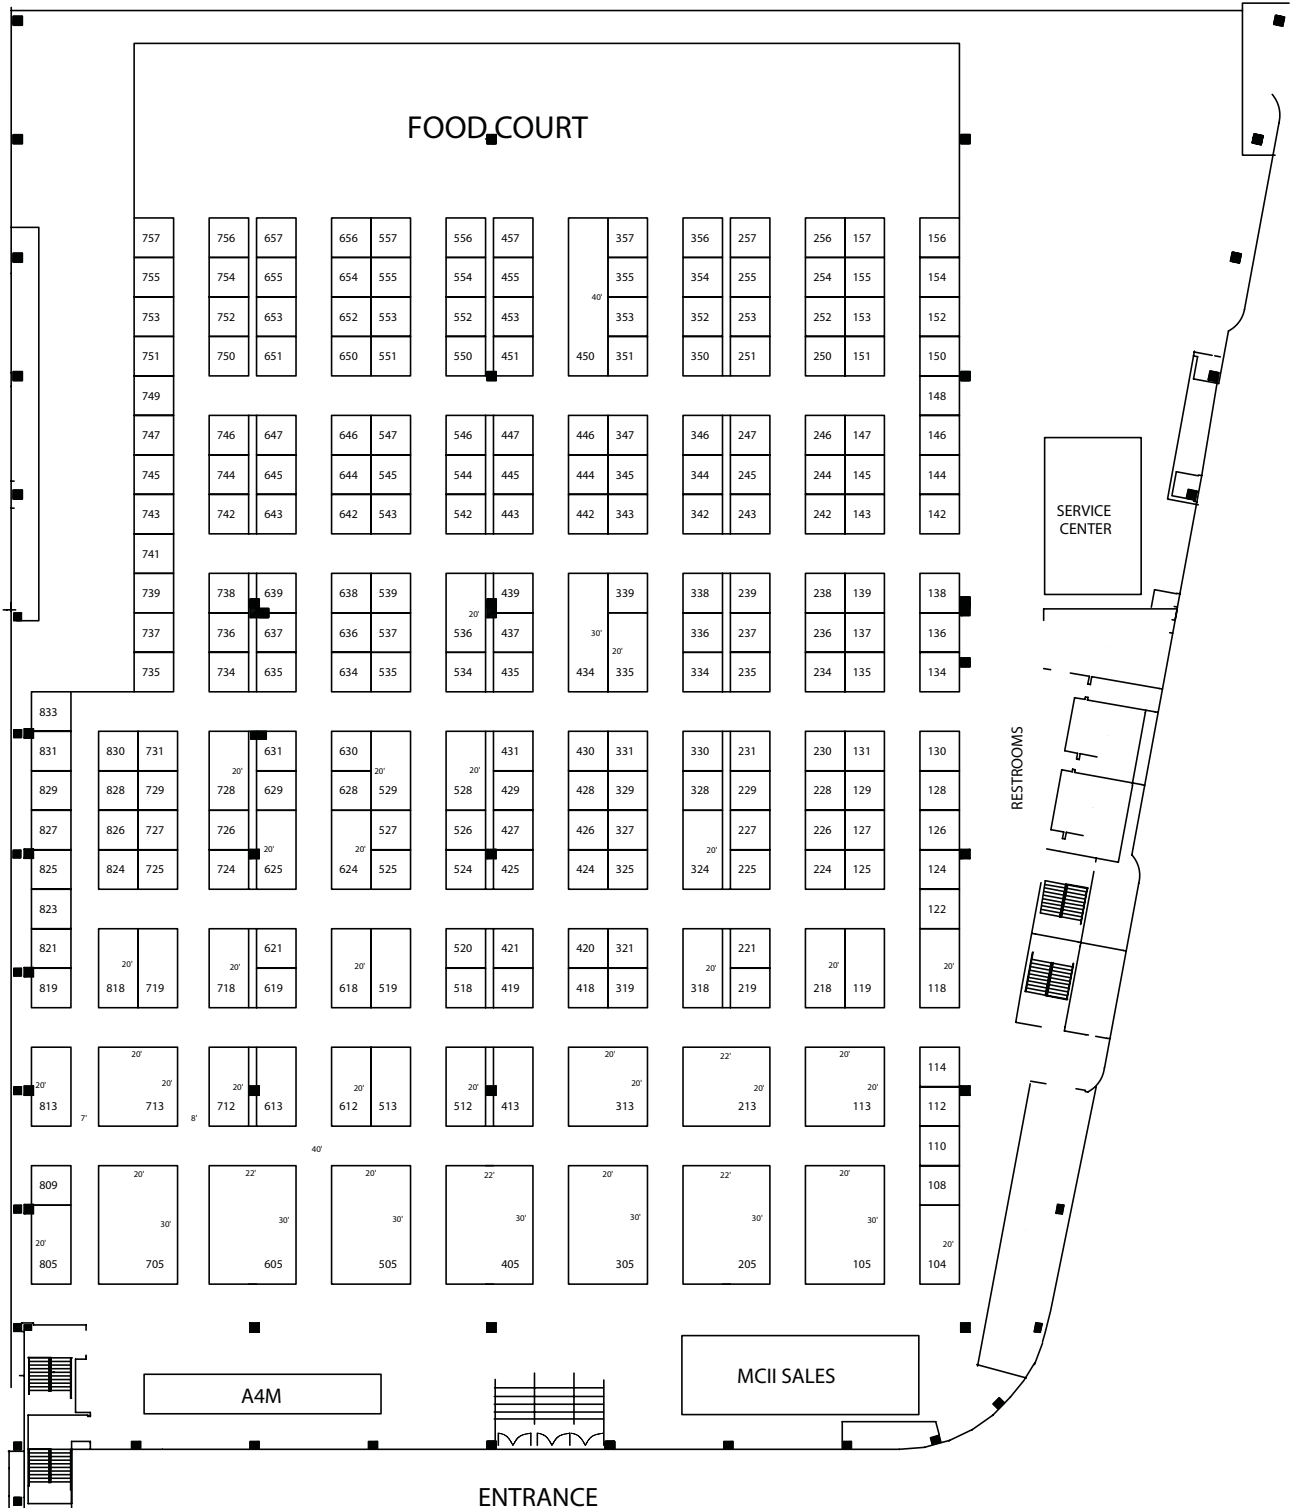 FOOD COURT
757 756 657 656 557 556 457 357 356 257 256 157 156
755 754 655 654 555 554 455 355 354 255 254 155 154
40'
753 752 653 652 553 552 453 353 352 253 252 153 152
751 750 651 650 551 550 451 450 351 350 251 250 151 150
749 148
747 746 647 646 547 546 447 446 347 346 247 246 147 146
745 744 645 644 545 544 445 444 345 344 245 244 145 144
743 742 643 642 543 542 443 442 343 342 243 242 143 142
SERVICE
CENTER
741
739 738 639 638 539 439 339 338 239 238 139 138
20'
737 736 637 636 537 536 437 30' 336 237 236 137 136
20'
735 734 635 634 535 534 435 434 335 334 235 234 135 134
833
RESTROOMS
831 830 731 631 630 431 430 331 330 231 230 131 130
20' 20' 20'
829 828 729 728 629 628 529 528 429 428 329 328 229 228 129 128
827 826 727 726 527 526 427 426 327 227 226 127 126
20' 20' 20'
825 824 725 724 625 624 525 524 425 424 325 324 225 224 125 124
823 122
821 621 520 421 420 321 221
20' 20' 20' 20' 20' 20'
819 818 719 718 619 618 519 518 419 418 319 318 219 218 119 118
20' 20' 22' 20'
114
20' 20' 20' 20' 20' 20' 20' 20'
813 713 712 613 612 513 512 413 313 213 113 112
7' 8'
40' 110
20' 22' 20' 22' 20' 22' 20'
809 108
30' 30' 30' 30' 30' 30' 30'
20' 20'
805 705 605 505 405 305 205 105 104
MCII SALES
A4M
ENTRANCE